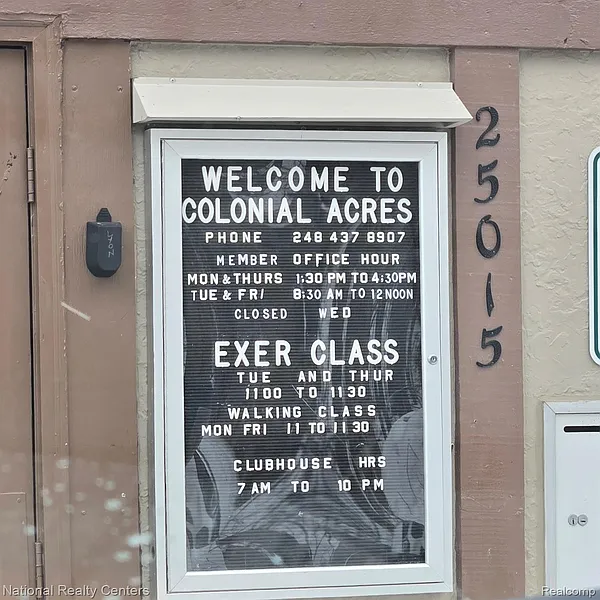 WELCOME TO
COLONIAL ACRES
PHONE 248 437 8907
MEMBER OFFICE HOUR
MON & THURS 1:30 PM TO 4:30PM
TUE & FRI 8:30 AM TO 12 NOON
CLOSED WED
EXER CLASS
TUE AND THUR
1100 TO 1130
WALKING CLASS
MON FRI 11 TO 11 30
CLUBHOUSE HRS
7 AM TO 10 PM
25015
LYON
National Realty Centers
Realcomp